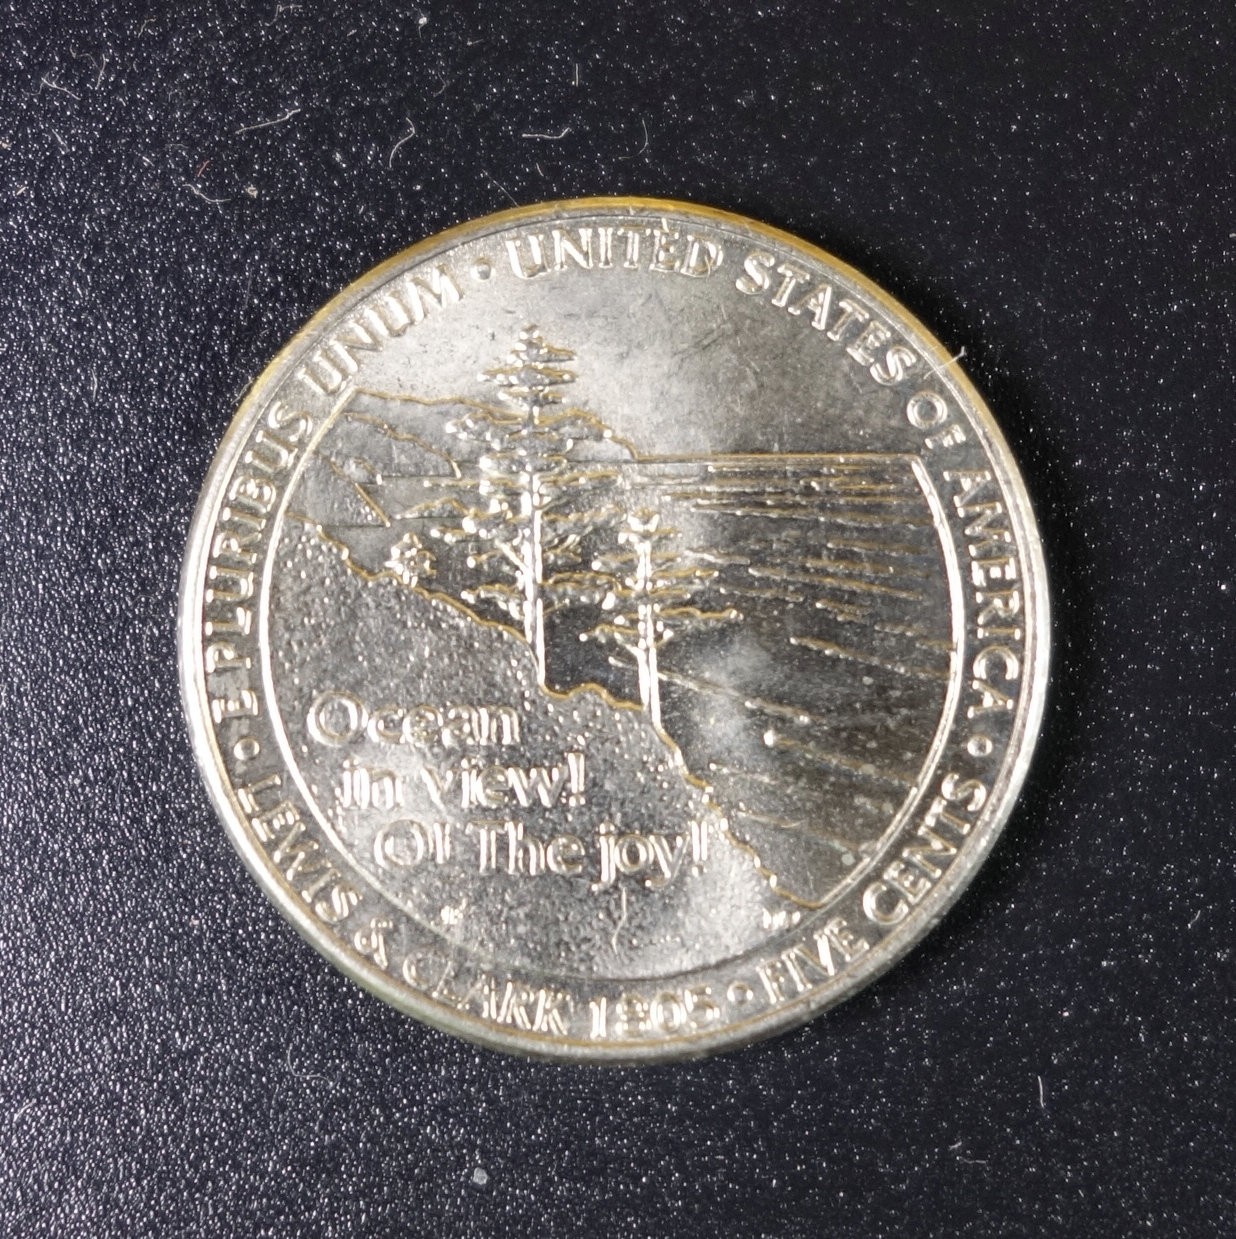 E PLURIBUS UNUM • UNITED STATES OF AMERICA •
Ocean
in view!
O! The joy!
LEWIS & CLARK 1805 • FIVE CENTS •